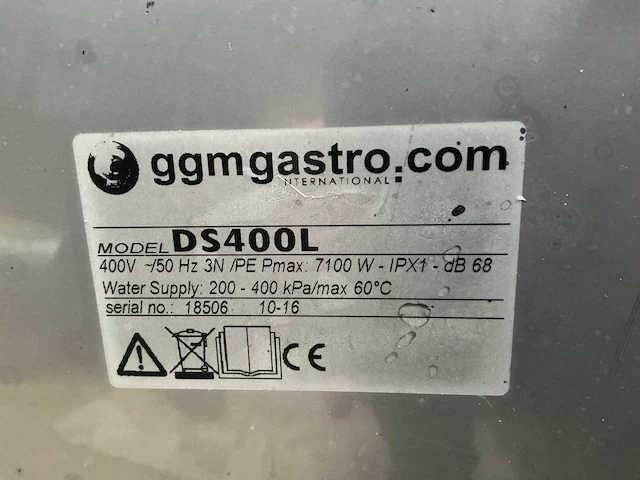 ggmgastro.com
INTERNATIONAL
MODEL DS400L
400V ~/50 Hz 3N /PE Pmax: 7100 W - IPX1 - dB 68
Water Supply: 200 - 400 kPa/max 60°C
serial no.: 18506 10-16
CE